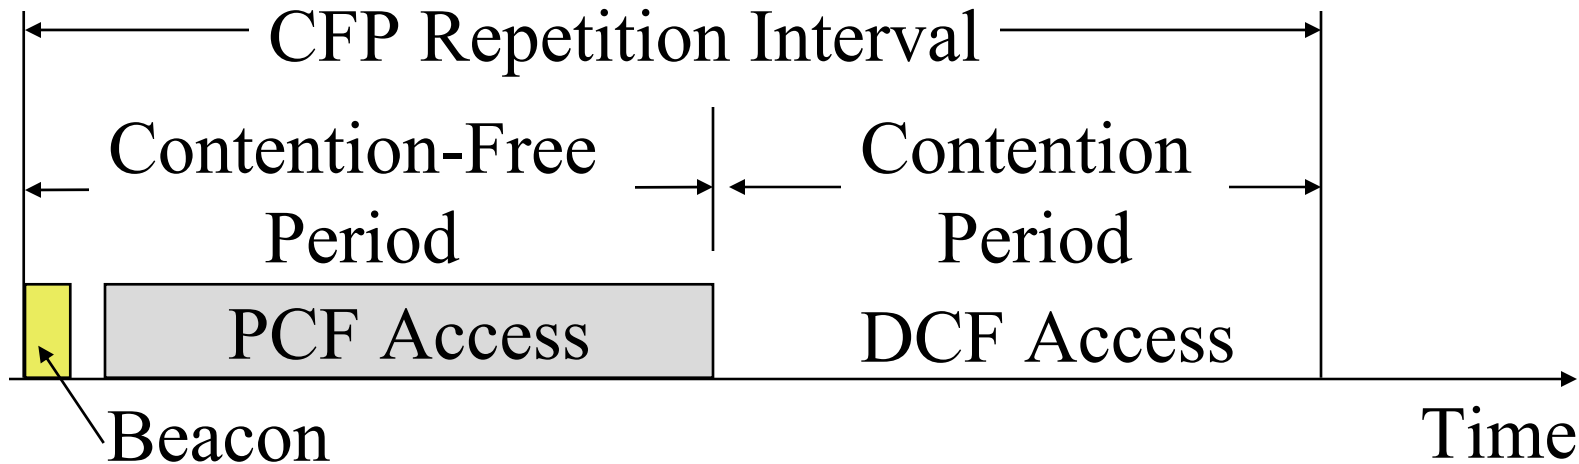 CFP Repetition Interval
Contention-Free
Period
Contention
Period
PCF Access
DCF Access
Beacon
Time